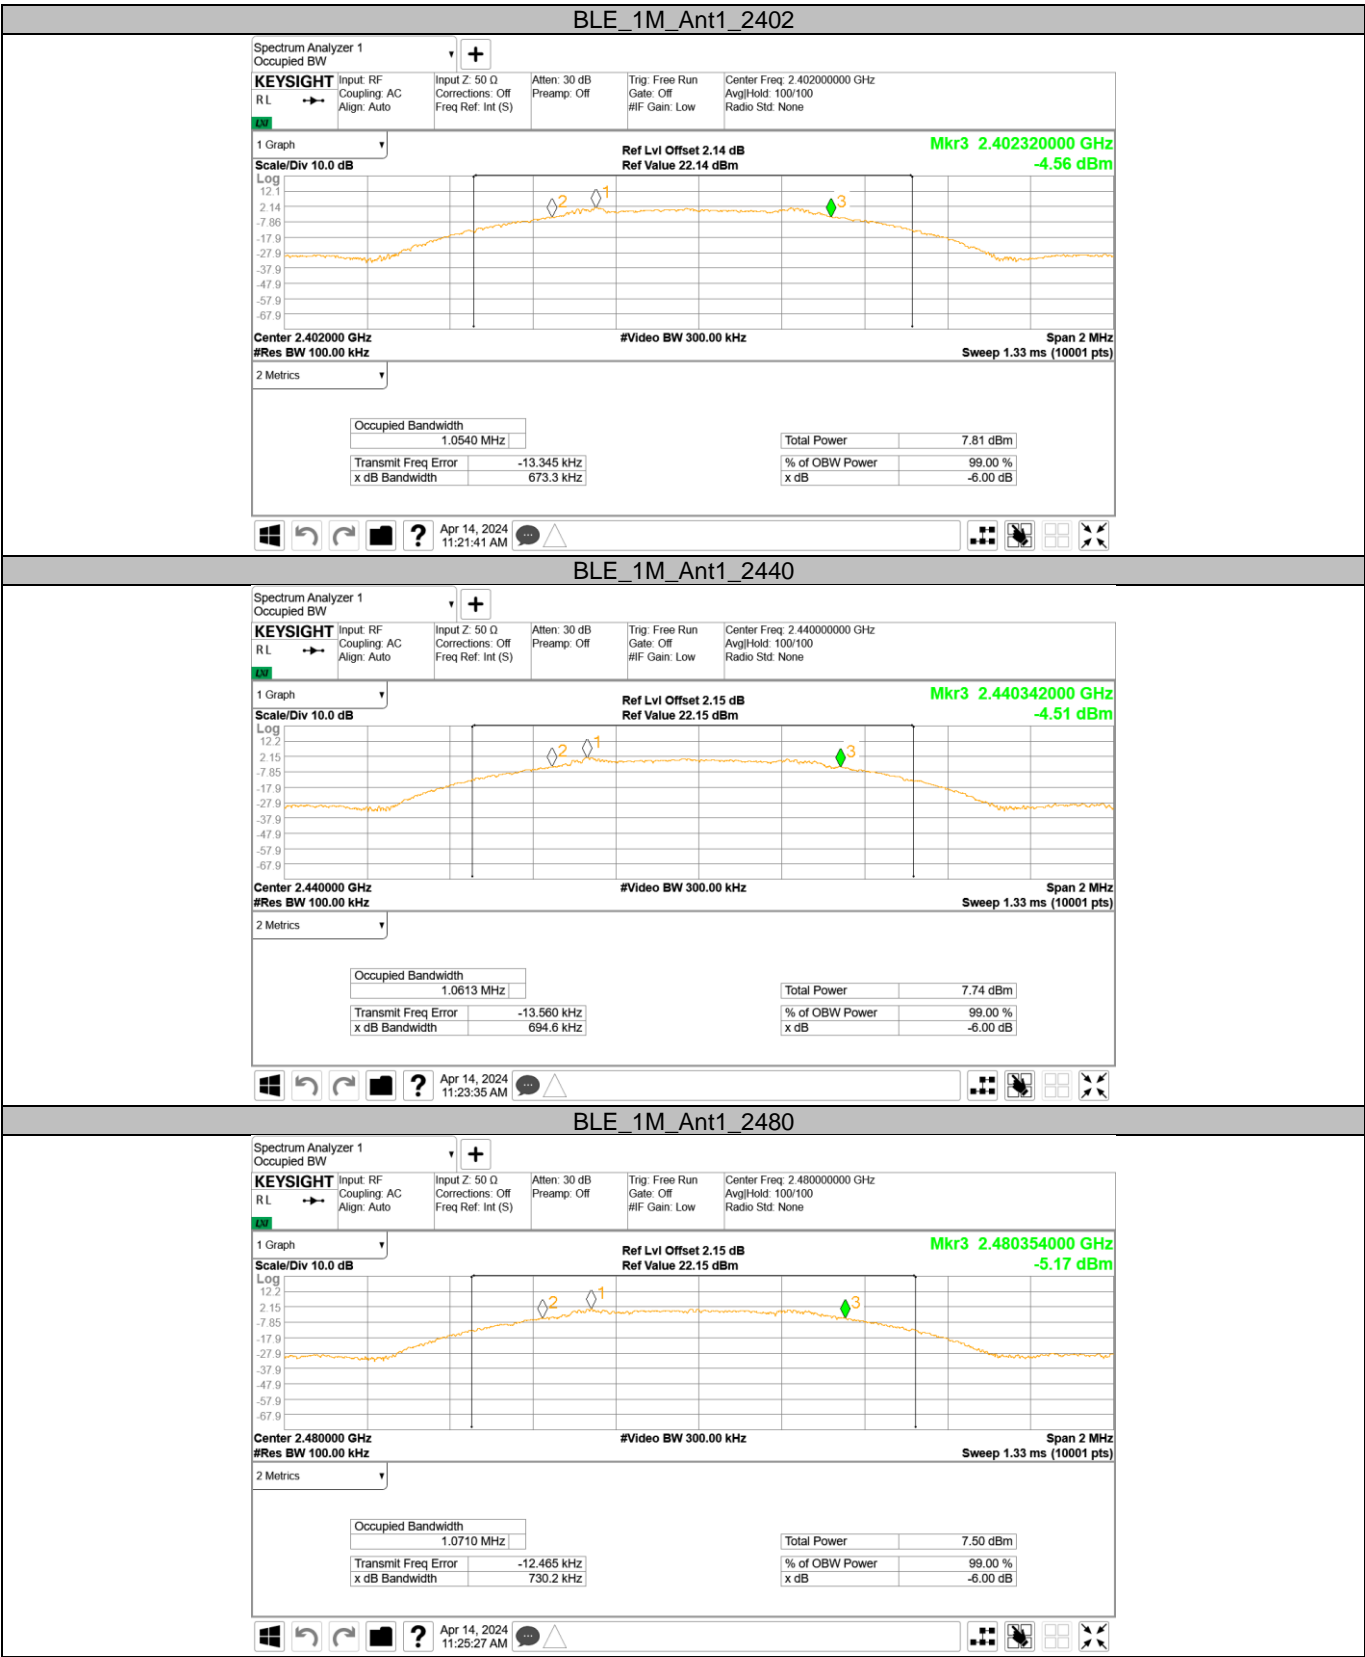 BLE_1M_Ant1_2402
Spectrum Analyzer 1
Occupied BW
KEYSIGHT
R L
LXI
Input: RF
Coupling: AC
Align: Auto
Input Z: 50 Ω
Corrections: Off
Freq Ref: Int (S)
Atten: 30 dB
Preamp: Off
Trig: Free Run
Gate: Off
#IF Gain: Low
Center Freq: 2.402000000 GHz
Avg|Hold: 100/100
Radio Std: None
1 Graph
Scale/Div 10.0 dB
Ref Lvl Offset 2.14 dB
Ref Value 22.14 dBm
Mkr3 2.402320000 GHz
-4.56 dBm
Log
12.1
2.14
-7.86
-17.9
-27.9
-37.9
-47.9
-57.9
-67.9
2
1
3
Center 2.402000 GHz
#Video BW 300.00 kHz
Span 2 MHz
#Res BW 100.00 kHz
Sweep 1.33 ms (10001 pts)
2 Metrics
Occupied Bandwidth
1.0540 MHz
Total Power 7.81 dBm
Transmit Freq Error -13.345 kHz
% of OBW Power 99.00 %
x dB Bandwidth 673.3 kHz
x dB -6.00 dB
?
Apr 14, 2024
11:21:41 AM
BLE_1M_Ant1_2440
Spectrum Analyzer 1
Occupied BW
KEYSIGHT
R L
LXI
Input: RF
Coupling: AC
Align: Auto
Input Z: 50 Ω
Corrections: Off
Freq Ref: Int (S)
Atten: 30 dB
Preamp: Off
Trig: Free Run
Gate: Off
#IF Gain: Low
Center Freq: 2.440000000 GHz
Avg|Hold: 100/100
Radio Std: None
1 Graph
Scale/Div 10.0 dB
Ref Lvl Offset 2.15 dB
Ref Value 22.15 dBm
Mkr3 2.440342000 GHz
-4.51 dBm
Log
12.2
2.15
-7.85
-17.9
-27.9
-37.9
-47.9
-57.9
-67.9
2
1
3
Center 2.440000 GHz
#Video BW 300.00 kHz
Span 2 MHz
#Res BW 100.00 kHz
Sweep 1.33 ms (10001 pts)
2 Metrics
Occupied Bandwidth
1.0613 MHz
Total Power 7.74 dBm
Transmit Freq Error -13.560 kHz
% of OBW Power 99.00 %
x dB Bandwidth 694.6 kHz
x dB -6.00 dB
?
Apr 14, 2024
11:23:35 AM
BLE_1M_Ant1_2480
Spectrum Analyzer 1
Occupied BW
KEYSIGHT
R L
LXI
Input: RF
Coupling: AC
Align: Auto
Input Z: 50 Ω
Corrections: Off
Freq Ref: Int (S)
Atten: 30 dB
Preamp: Off
Trig: Free Run
Gate: Off
#IF Gain: Low
Center Freq: 2.480000000 GHz
Avg|Hold: 100/100
Radio Std: None
1 Graph
Scale/Div 10.0 dB
Ref Lvl Offset 2.15 dB
Ref Value 22.15 dBm
Mkr3 2.480354000 GHz
-5.17 dBm
Log
12.2
2.15
-7.85
-17.9
-27.9
-37.9
-47.9
-57.9
-67.9
2
1
3
Center 2.480000 GHz
#Video BW 300.00 kHz
Span 2 MHz
#Res BW 100.00 kHz
Sweep 1.33 ms (10001 pts)
2 Metrics
Occupied Bandwidth
1.0710 MHz
Total Power 7.50 dBm
Transmit Freq Error -12.465 kHz
% of OBW Power 99.00 %
x dB Bandwidth 730.2 kHz
x dB -6.00 dB
?
Apr 14, 2024
11:25:27 AM